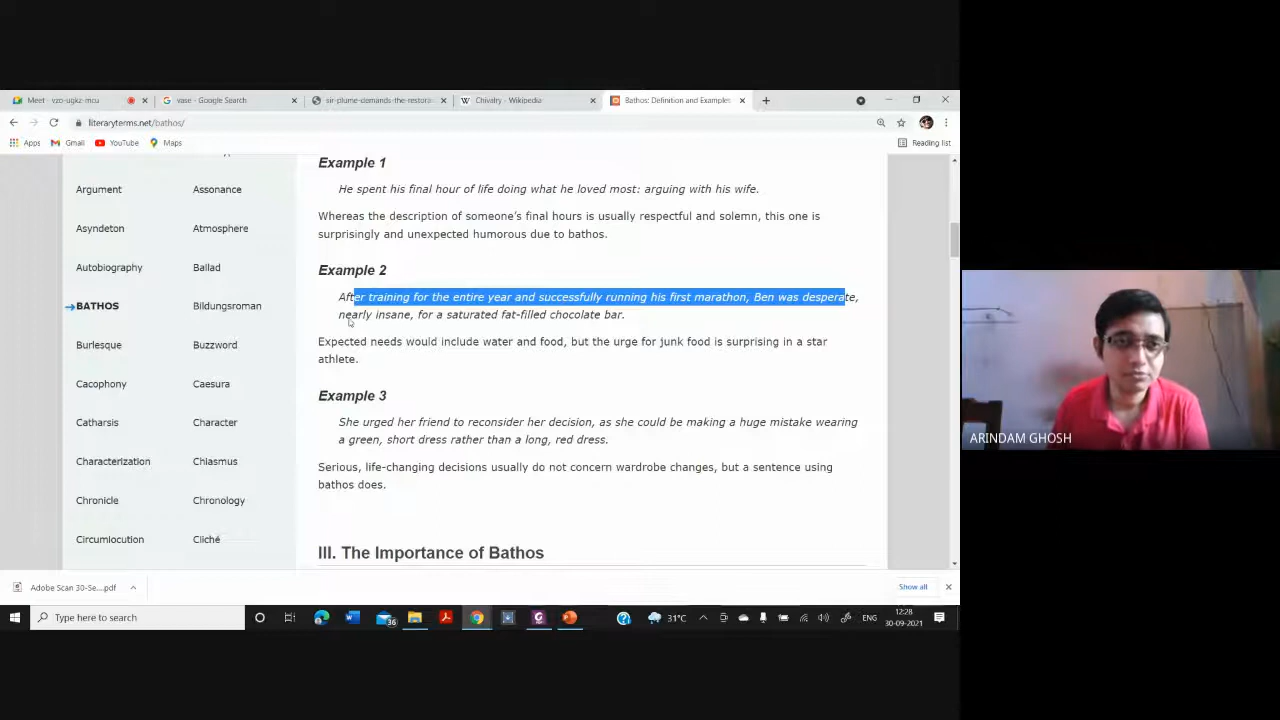 Meet - vzo-ugkz-mcu
vase - Google Search
sir-plume-demands-the-restora
Chivalry - Wikipedia
Bathos: Definition and Examples
literaryterms.net/bathos/
Apps
Gmail
YouTube
Maps
Reading list
Argument
Assonance
Asyndeton
Atmosphere
Autobiography
Ballad
BATHOS
Bildungsroman
Burlesque
Buzzword
Cacophony
Caesura
Catharsis
Character
Characterization
Chiasmus
Chronicle
Chronology
Circumlocution
Cliché
Example 1
He spent his final hour of life doing what he loved most: arguing with his wife.
Whereas the description of someone's final hours is usually respectful and solemn, this one is
surprisingly and unexpected humorous due to bathos.
Example 2
After training for the entire year and successfully running his first marathon, Ben was desperate,
nearly insane, for a saturated fat-filled chocolate bar.
Expected needs would include water and food, but the urge for junk food is surprising in a star
athlete.
Example 3
She urged her friend to reconsider her decision, as she could be making a huge mistake wearing
a green, short dress rather than a long, red dress.
Serious, life-changing decisions usually do not concern wardrobe changes, but a sentence using
bathos does.
III. The Importance of Bathos
Adobe Scan 30-Se....pdf
Show all
Type here to search
36
31°C
ENG
12:28
30-09-2021
ARINDAM GHOSH